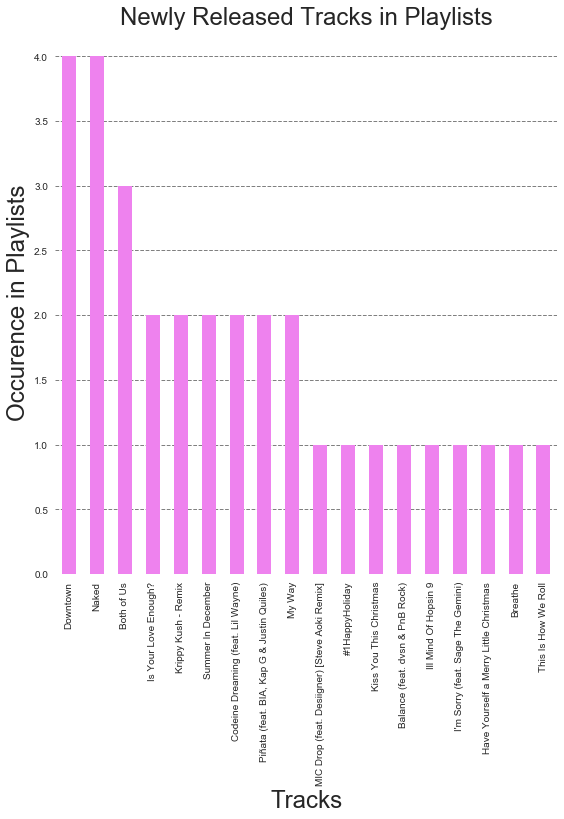 Newly Released Tracks in Playlists
Occurence in Playlists
4.0
3.5
3.0
2.5
2.0
1.5
1.0
0.5
0.0
Downtown
Naked
Both of Us
Is Your Love Enough?
Krippy Kush - Remix
Summer In December
Codeine Dreaming (feat. Lil Wayne)
Piñata (feat. BIA, Kap G & Justin Quiles)
My Way
MIC Drop (feat. Desiigner) [Steve Aoki Remix]
#1HappyHoliday
Kiss You This Christmas
Balance (feat. dvsn & PnB Rock)
Ill Mind Of Hopsin 9
I'm Sorry (feat. Sage The Gemini)
Have Yourself a Merry Little Christmas
Breathe
This Is How We Roll
Tracks